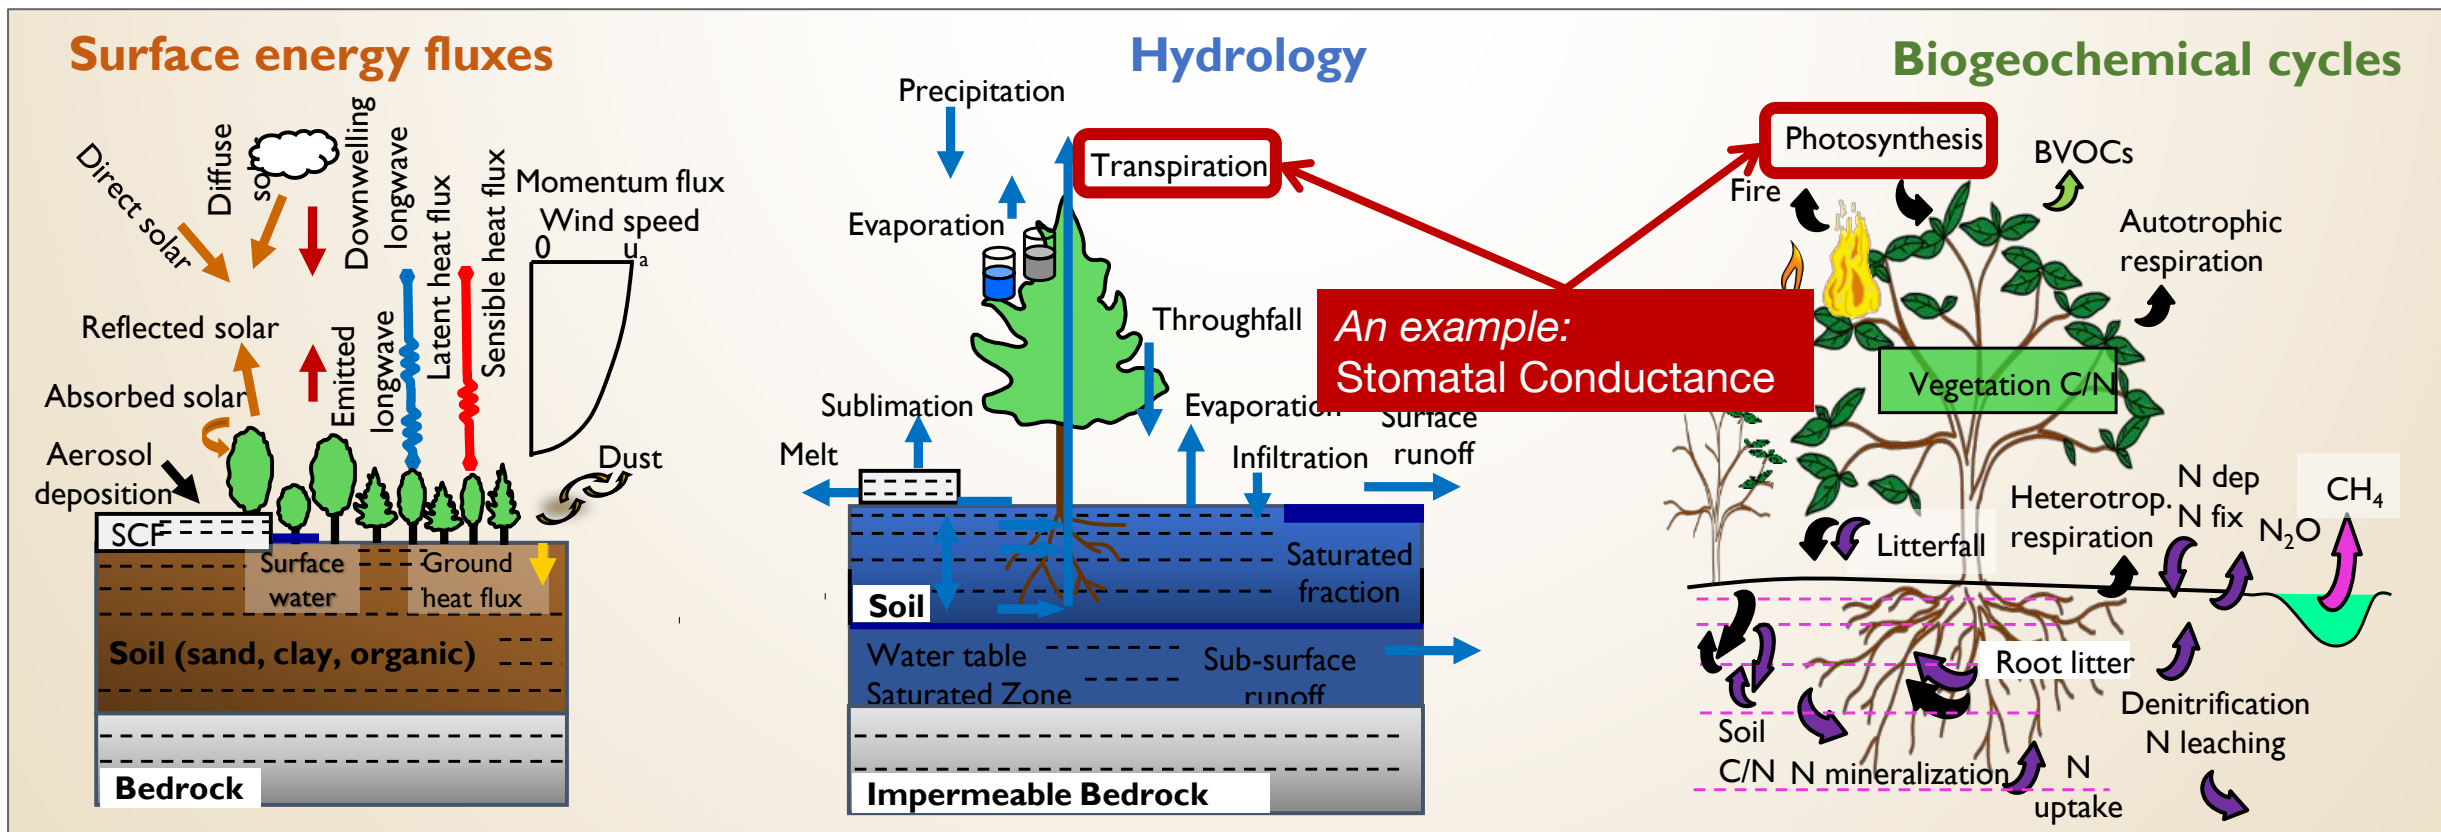 Surface energy fluxes
Direct solar
Diffuse
Downwelling
longwave
Latent heat flux
Sensible heat flux
Momentum flux
Wind speed
0
uₐ
Reflected solar
Absorbed solar
Emitted
longwave
Aerosol
deposition
Dust
SCF
Surface
water
Ground
heat flux
Soil (sand, clay, organic)
Bedrock
Hydrology
Precipitation
Transpiration
Evaporation
Throughfall
Sublimation
Evaporation
Melt
Infiltration
Surface
runoff
Saturated
fraction
Soil
Water table
Saturated Zone
Sub-surface
runoff
Impermeable Bedrock
An example:
Stomatal Conductance
Biogeochemical cycles
Photosynthesis
BVOCs
Fire
Autotrophic
respiration
Vegetation C/N
Heterotrop.
respiration
N dep
N fix
N₂O
CH₄
Litterfall
Root litter
Soil
C/N
N mineralization
N
uptake
Denitrification
N leaching